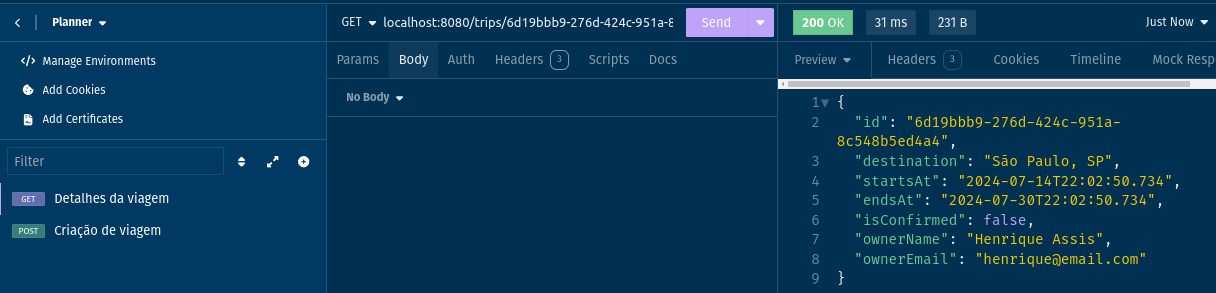 Planner
GET localhost:8080/trips/6d19bbb9-276d-424c-951a-8
Send
200 OK
31 ms
231 B
Just Now
Manage Environments
Add Cookies
Add Certificates
Filter
GET Detalhes da viagem
POST Criação de viagem
Params Body Auth Headers 3 Scripts Docs
No Body
Preview Headers 3 Cookies Timeline Mock Resp
1 {
2 "id": "6d19bbb9-276d-424c-951a-
8c548b5ed4a4",
3 "destination": "São Paulo, SP",
4 "startsAt": "2024-07-14T22:02:50.734",
5 "endsAt": "2024-07-30T22:02:50.734",
6 "isConfirmed": false,
7 "ownerName": "Henrique Assis",
8 "ownerEmail": "henrique@email.com"
9 }